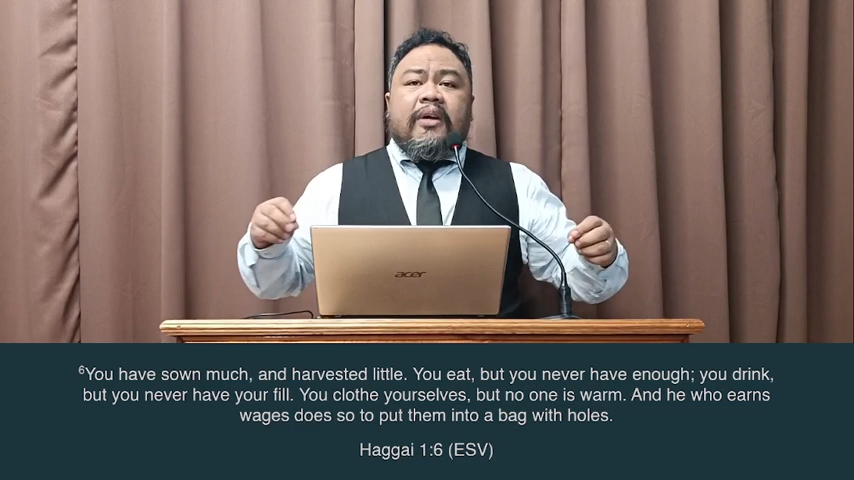 acer
⁶You have sown much, and harvested little. You eat, but you never have enough; you drink,
but you never have your fill. You clothe yourselves, but no one is warm. And he who earns
wages does so to put them into a bag with holes.
Haggai 1:6 (ESV)